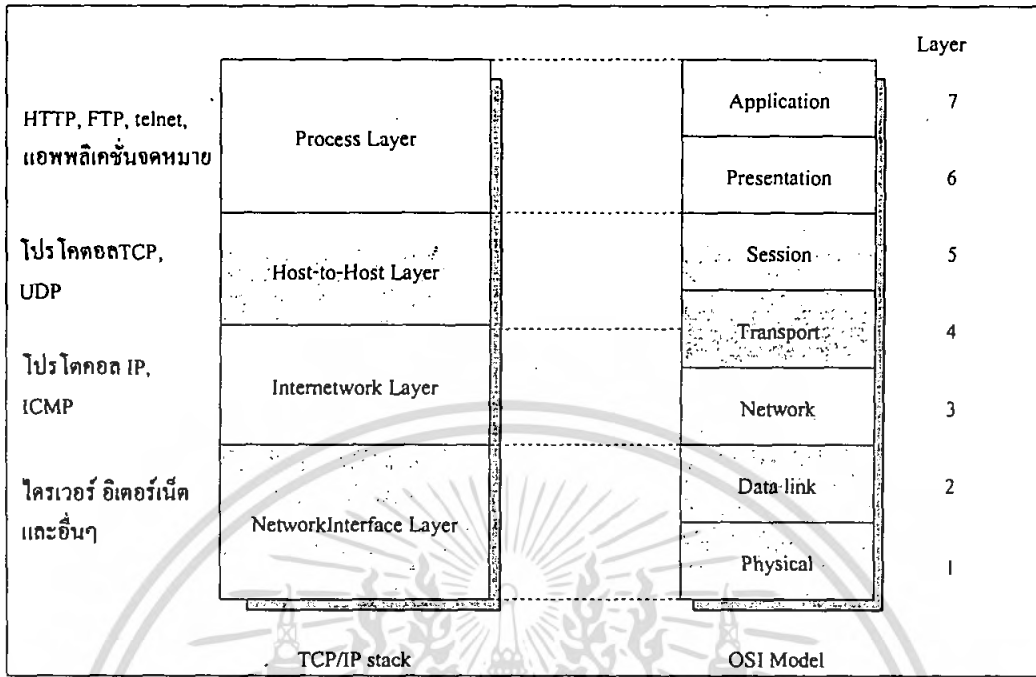 Layer
HTTP, FTP, telnet,
แอพพลิเคชั่นจดหมาย
Process Layer
Application
7
Presentation
6
โปรโตคอลTCP,
UDP
Host-to-Host Layer
Session
5
Transport
4
โปรโตคอล IP,
ICMP
Internetwork Layer
Network
3
ไดรเวอร์ อีเตอร์เน็ต
และอื่นๆ
NetworkInterface Layer
Data link
2
Physical
1
TCP/IP stack
OSI Model